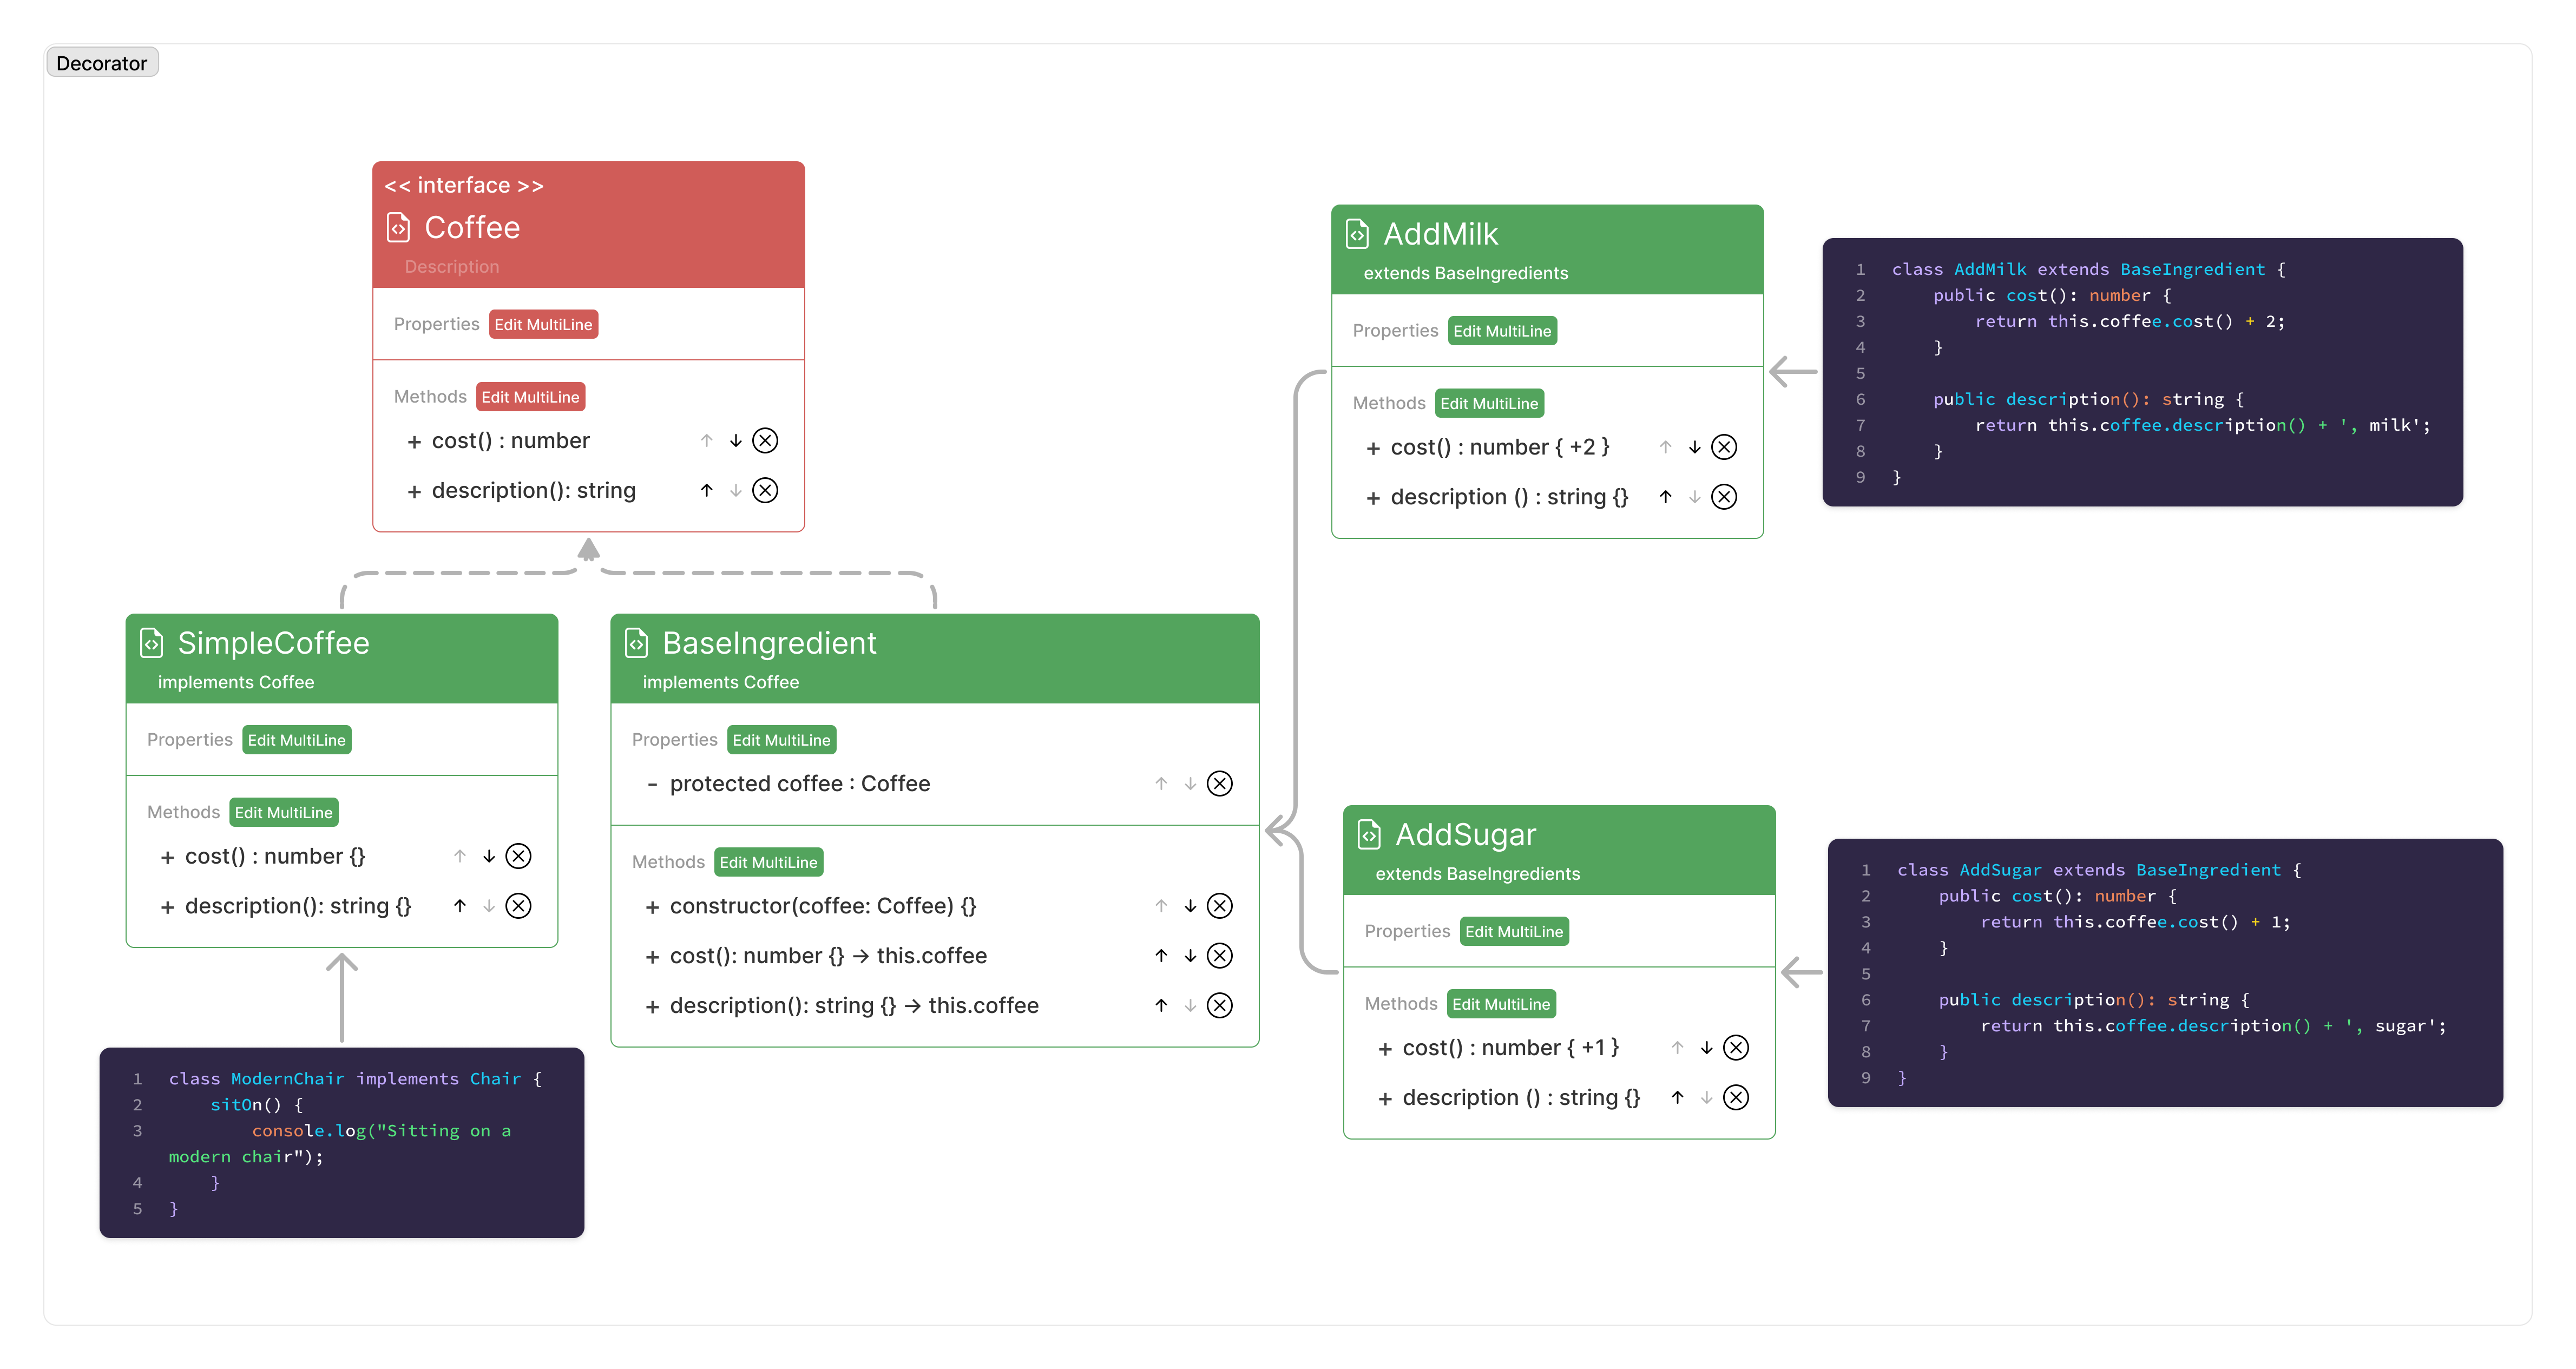 Decorator
<< interface >>
Coffee
Description
Properties Edit MultiLine
Methods Edit MultiLine
+ cost() : number
+ description(): string
SimpleCoffee
implements Coffee
Properties Edit MultiLine
Methods Edit MultiLine
+ cost() : number {}
+ description(): string {}
1 class ModernChair implements Chair {
2 sitOn() {
3 console.log("Sitting on a
modern chair");
4 }
5 }
BaseIngredient
implements Coffee
Properties Edit MultiLine
- protected coffee : Coffee
Methods Edit MultiLine
+ constructor(coffee: Coffee) {}
+ cost(): number {} → this.coffee
+ description(): string {} → this.coffee
AddMilk
extends BaseIngredients
Properties Edit MultiLine
Methods Edit MultiLine
+ cost() : number { +2 }
+ description () : string {}
1 class AddMilk extends BaseIngredient {
2 public cost(): number {
3 return this.coffee.cost() + 2;
4 }
5
6 public description(): string {
7 return this.coffee.description() + ', milk';
8 }
9 }
AddSugar
extends BaseIngredients
Properties Edit MultiLine
Methods Edit MultiLine
+ cost() : number { +1 }
+ description () : string {}
1 class AddSugar extends BaseIngredient {
2 public cost(): number {
3 return this.coffee.cost() + 1;
4 }
5
6 public description(): string {
7 return this.coffee.description() + ', sugar';
8 }
9 }